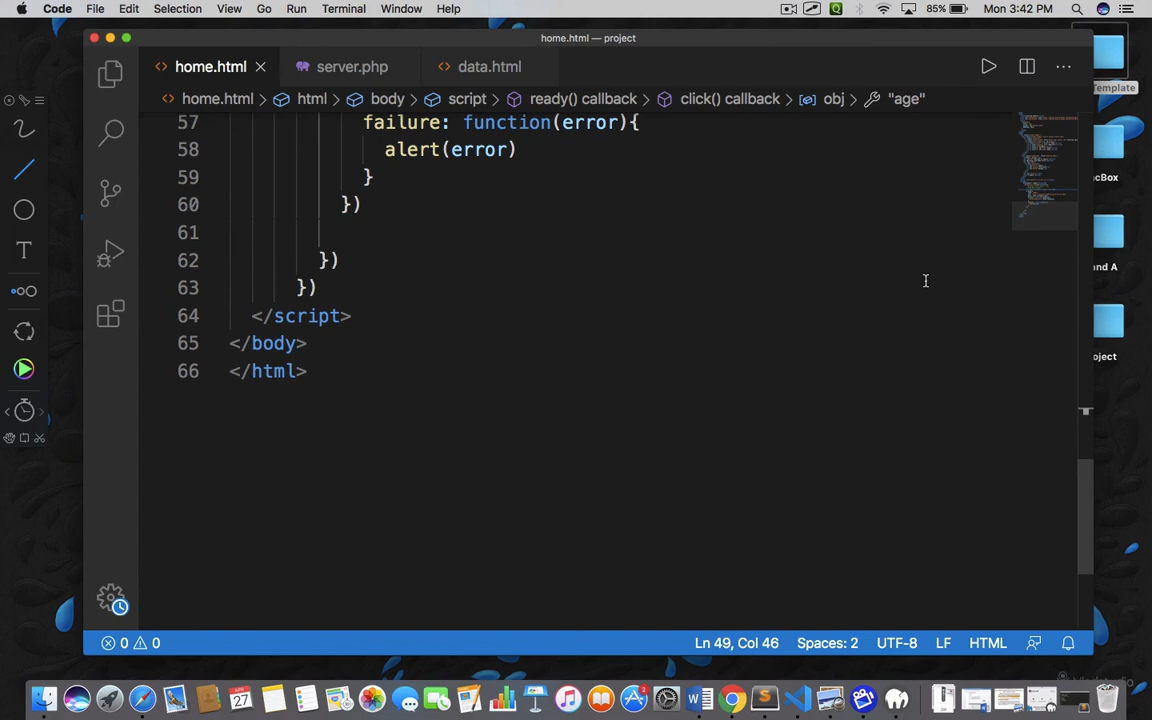 Code File Edit Selection View Go Run Terminal Window Help 85% Mon 3:42 PM
home.html — project
home.html server.php data.html
home.html > html > body > script > ready() callback > click() callback > obj > "age"
57 failure: function(error){
58 alert(error)
59 }
60 })
61
62 })
63 })
64 </script>
65 </body>
66 </html>
Template
and A
0 0 Ln 49, Col 46 Spaces: 2 UTF-8 LF HTML